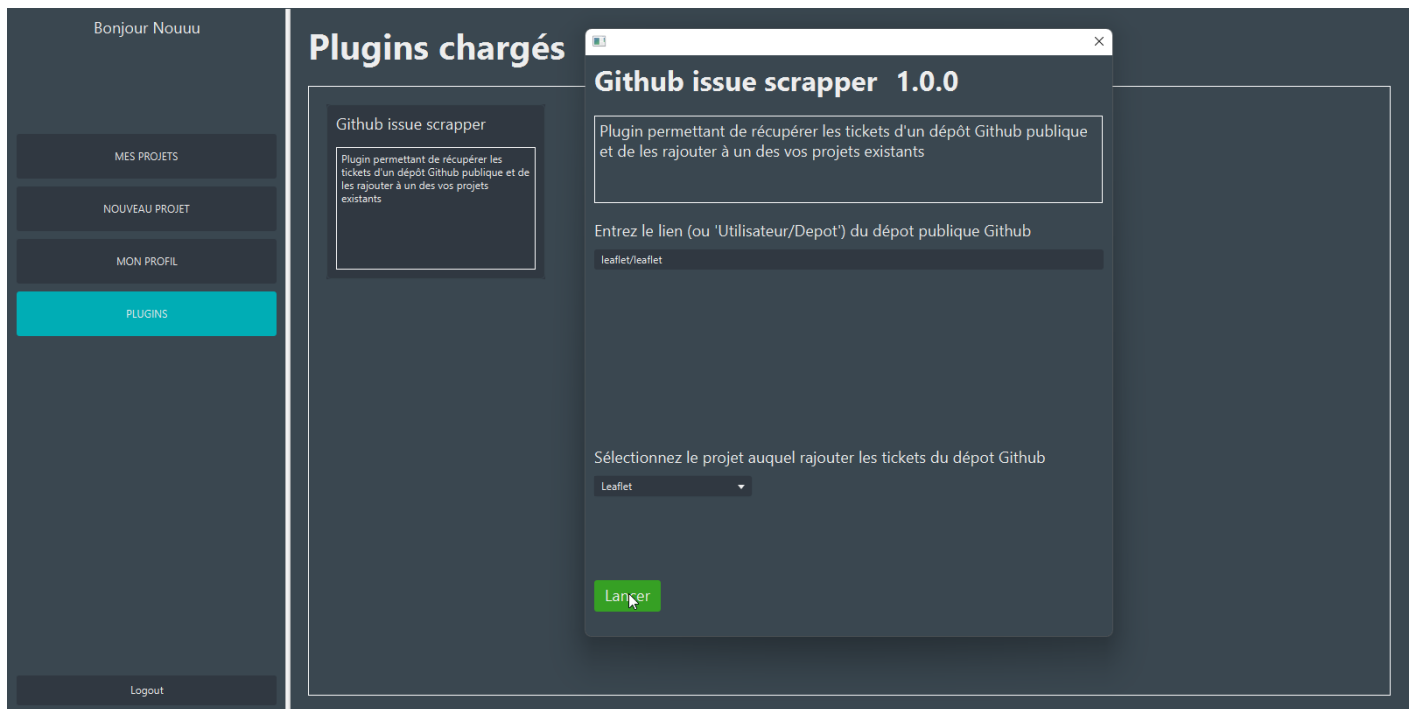 Bonjour Nouuu
MES PROJETS
NOUVEAU PROJET
MON PROFIL
PLUGINS
Logout
Plugins chargés
Github issue scrapper
Plugin permettant de récupérer les
tickets d'un dépôt Github publique et de
les rajouter à un des vos projets
existants
Github issue scrapper 1.0.0
Plugin permettant de récupérer les tickets d'un dépôt Github publique
et de les rajouter à un des vos projets existants
Entrez le lien (ou 'Utilisateur/Depot') du dépot publique Github
leaflet/leaflet
Sélectionnez le projet auquel rajouter les tickets du dépot Github
Leaflet
Lancer